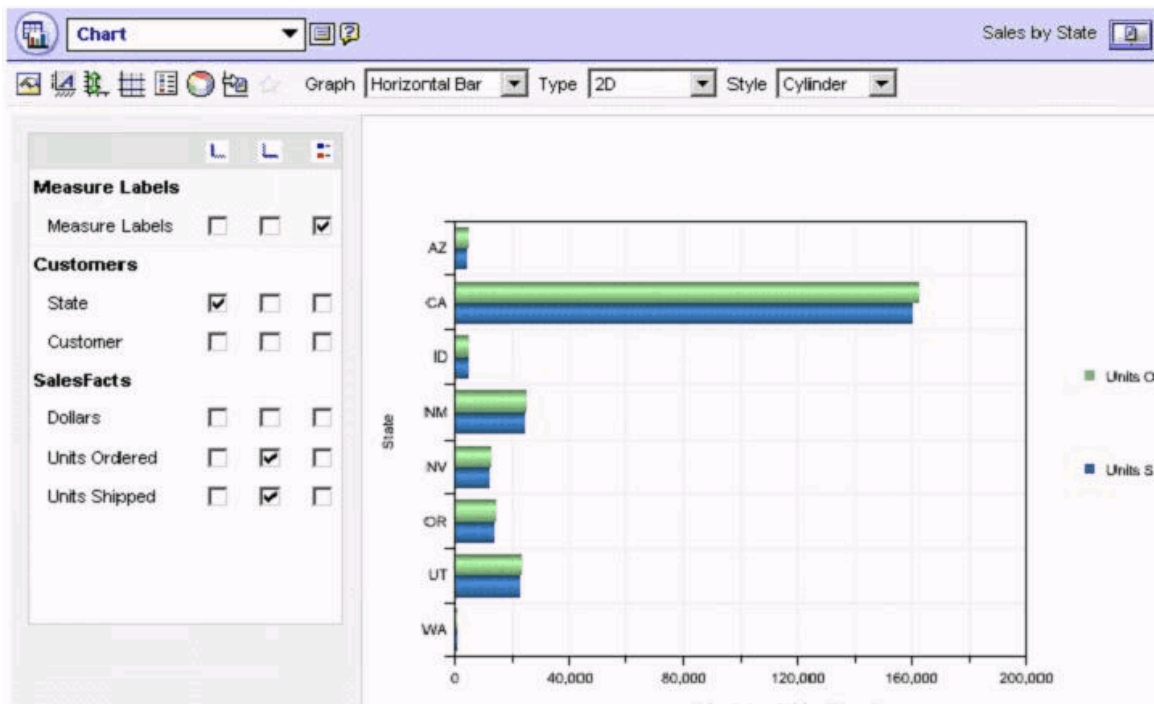 Chart
Sales by State
Graph Horizontal Bar Type 2D Style Cylinder
Measure Labels
Measure Labels
Customers
State
Customer
SalesFacts
Dollars
Units Ordered
Units Shipped
State
AZ
CA
ID
NM
NV
OR
UT
WA
0 40,000 80,000 120,000 160,000 200,000
Units O
Units S